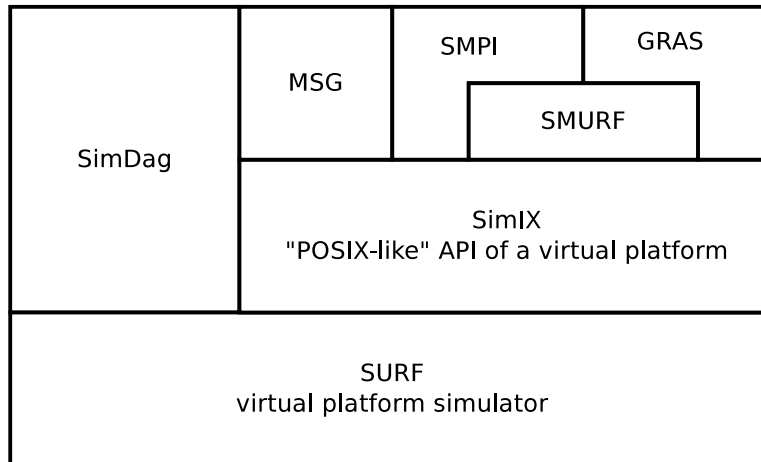 SMPI
GRAS
MSG
SMURF
SimDag
SimIX
"POSIX-like" API of a virtual platform
SURF
virtual platform simulator